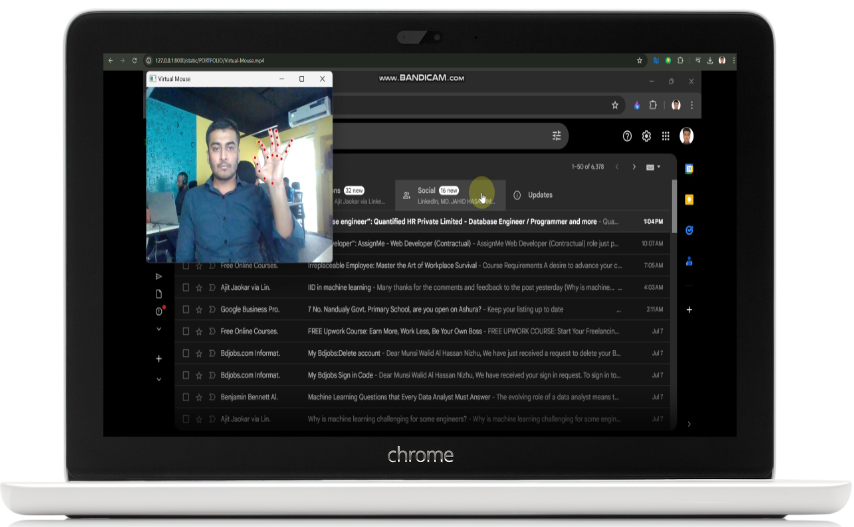 127.0.0.1:8000/static/PORTFOLIO/Virtual-Mouse.mp4
Virtual Mouse
www.BANDICAM.com
1-50 of 6,378
ons 32 new
Ajit Jaokar via Linke...
Social 16 new
LinkedIn, MD. JAHID HASAN
Updates
se engineer": Quantified HR Private Limited - Database Engineer / Programmer and more - Qua... 1:04 PM
eloper": AssignMe - Web Developer (Contractual) - AssignMe Web Developer (Contractual) role just p... 10:07 AM
Free Online Courses. Irreplaceable Employee: Master the Art of Workplace Survival - Course Requirements A desire to advance your c... 7:05 AM
Ajit Jaokar via Lin. IID in machine learning - Many thanks for the comments and feedback to the post yesterday (Why is machine... ... 4:03 AM
Google Business Pro. 7 No. Nandualy Govt. Primary School, are you open on Ashura? - Keep your listing up to date ... 2:11 AM
Free Online Courses. FREE Upwork Course: Earn More, Work Less, Be Your Own Boss - FREE UPWORK COURSE: Start Your Freelancin... Jul 7
Bdjobs.com Informat. My Bdjobs:Delete account - Dear Munsi Walid Al Hassan Nizhu, We have just received a request to delete your B... Jul 7
Bdjobs.com Informat. My Bdjobs Sign in Code - Dear Munsi Walid Al Hassan Nizhu, We have received your sign in request. To sign in to... Jul 7
Benjamin Bennett Al. Machine Learning Questions that Every Data Analyst Must Answer - The evolving role of a data analyst means t... Jul 7
Ajit Jaokar via Lin. Why is machine learning challenging for some engineers? - Why is machine learning challenging for some engin... Jul 7
chrome